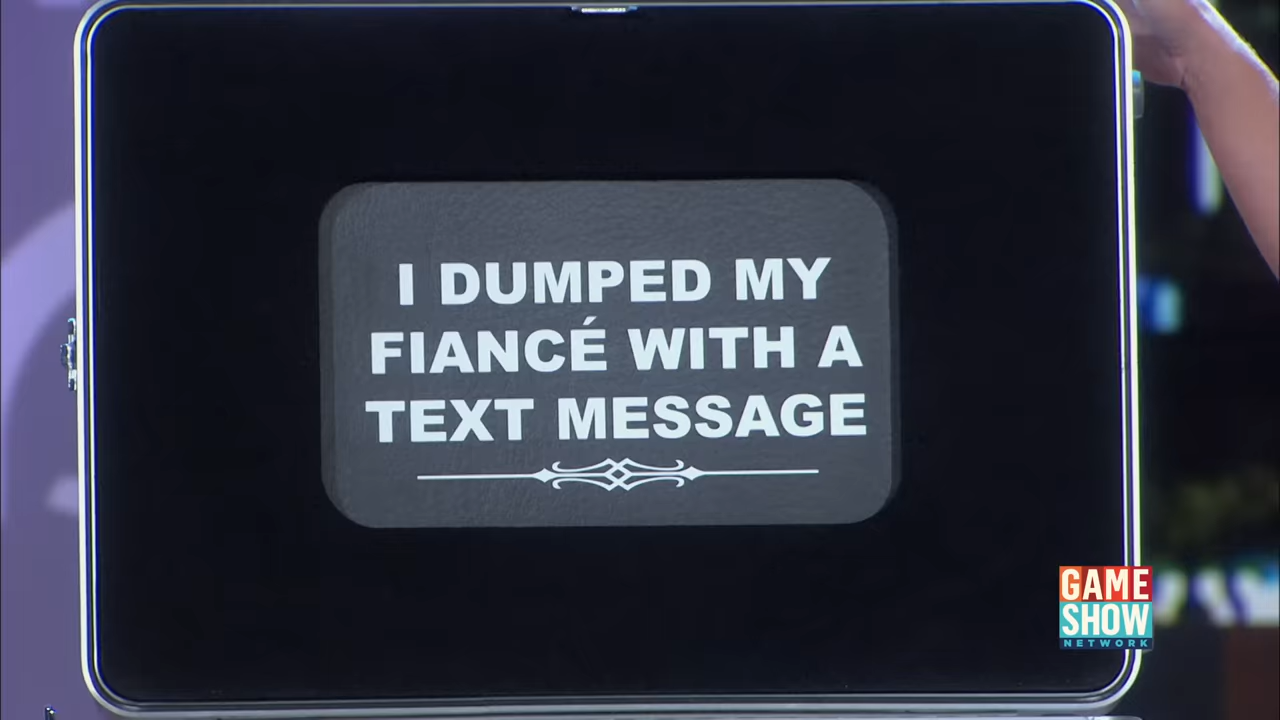 I DUMPED MY
FIANCÉ WITH A
TEXT MESSAGE
GAME
SHOW
NETWORK